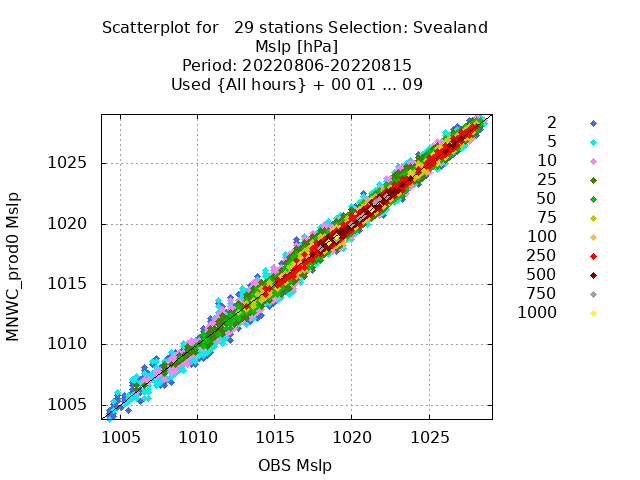 Scatterplot for   29 stations Selection: Svealand
Mslp [hPa]
Period: 20220806-20220815
Used {All hours} + 00 01 ... 09
2
5
10
25
50
75
100
250
500
750
1000
MNWC_prod0 Mslp
1025
1020
1015
1010
1005
1005 1010 1015 1020 1025
OBS Mslp